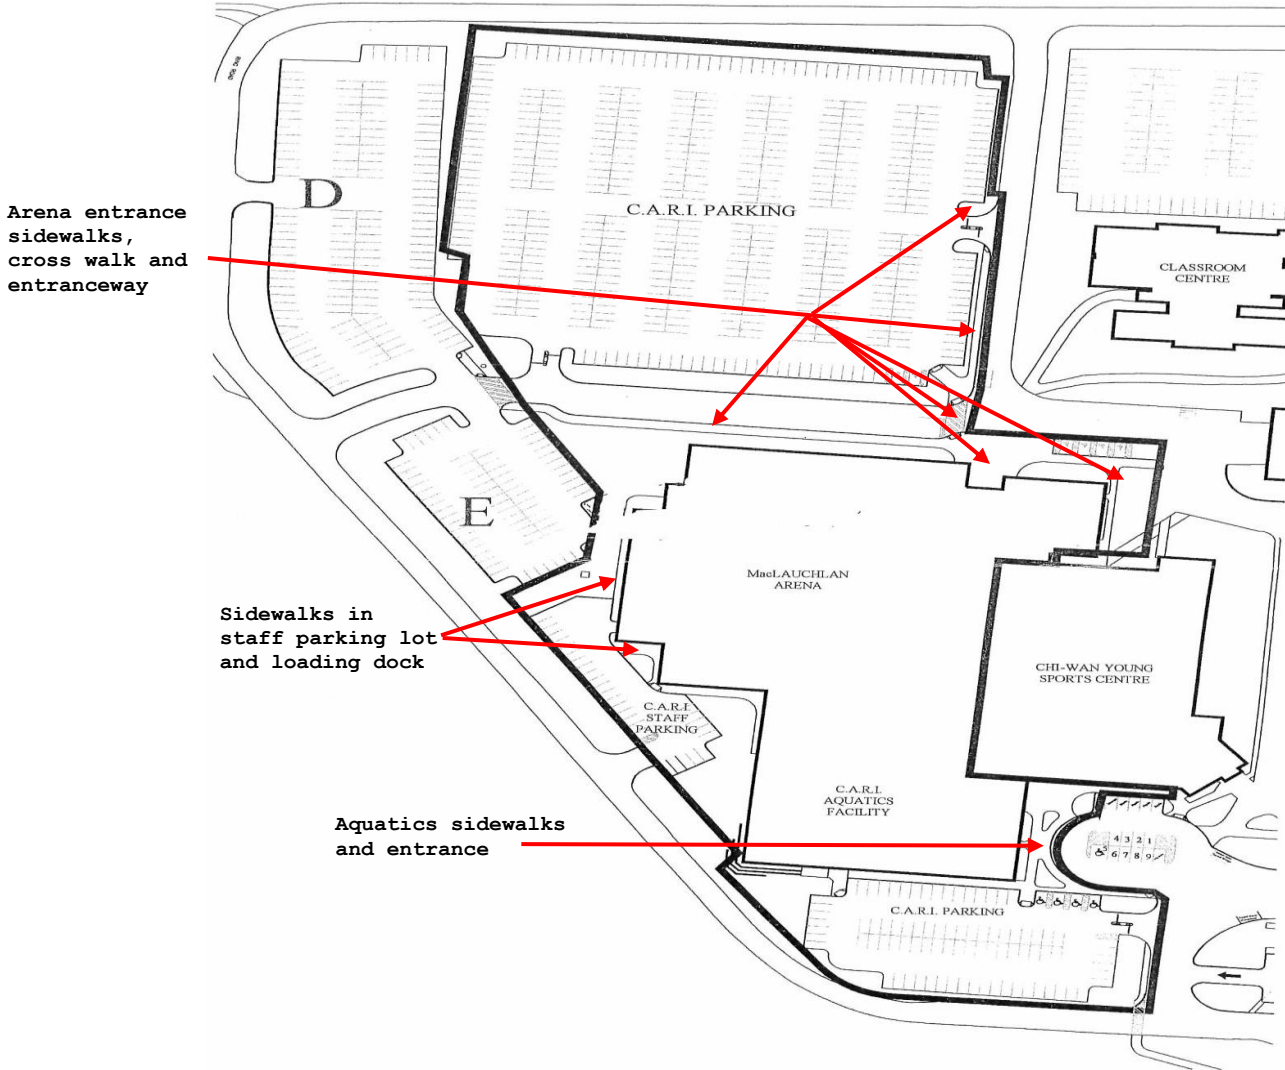 RING ROAD
D
C.A.R.I. PARKING
Arena entrance
sidewalks,
cross walk and
entranceway
CLASSROOM
CENTRE
E
MacLAUCHLAN
ARENA
Sidewalks in
staff parking lot
and loading dock
CHI-WAN YOUNG
SPORTS CENTRE
C.A.R.I.
STAFF
PARKING
C.A.R.I.
AQUATICS
FACILITY
Aquatics sidewalks
and entrance
4 3 2 1
5 6 7 8 9
C.A.R.I. PARKING